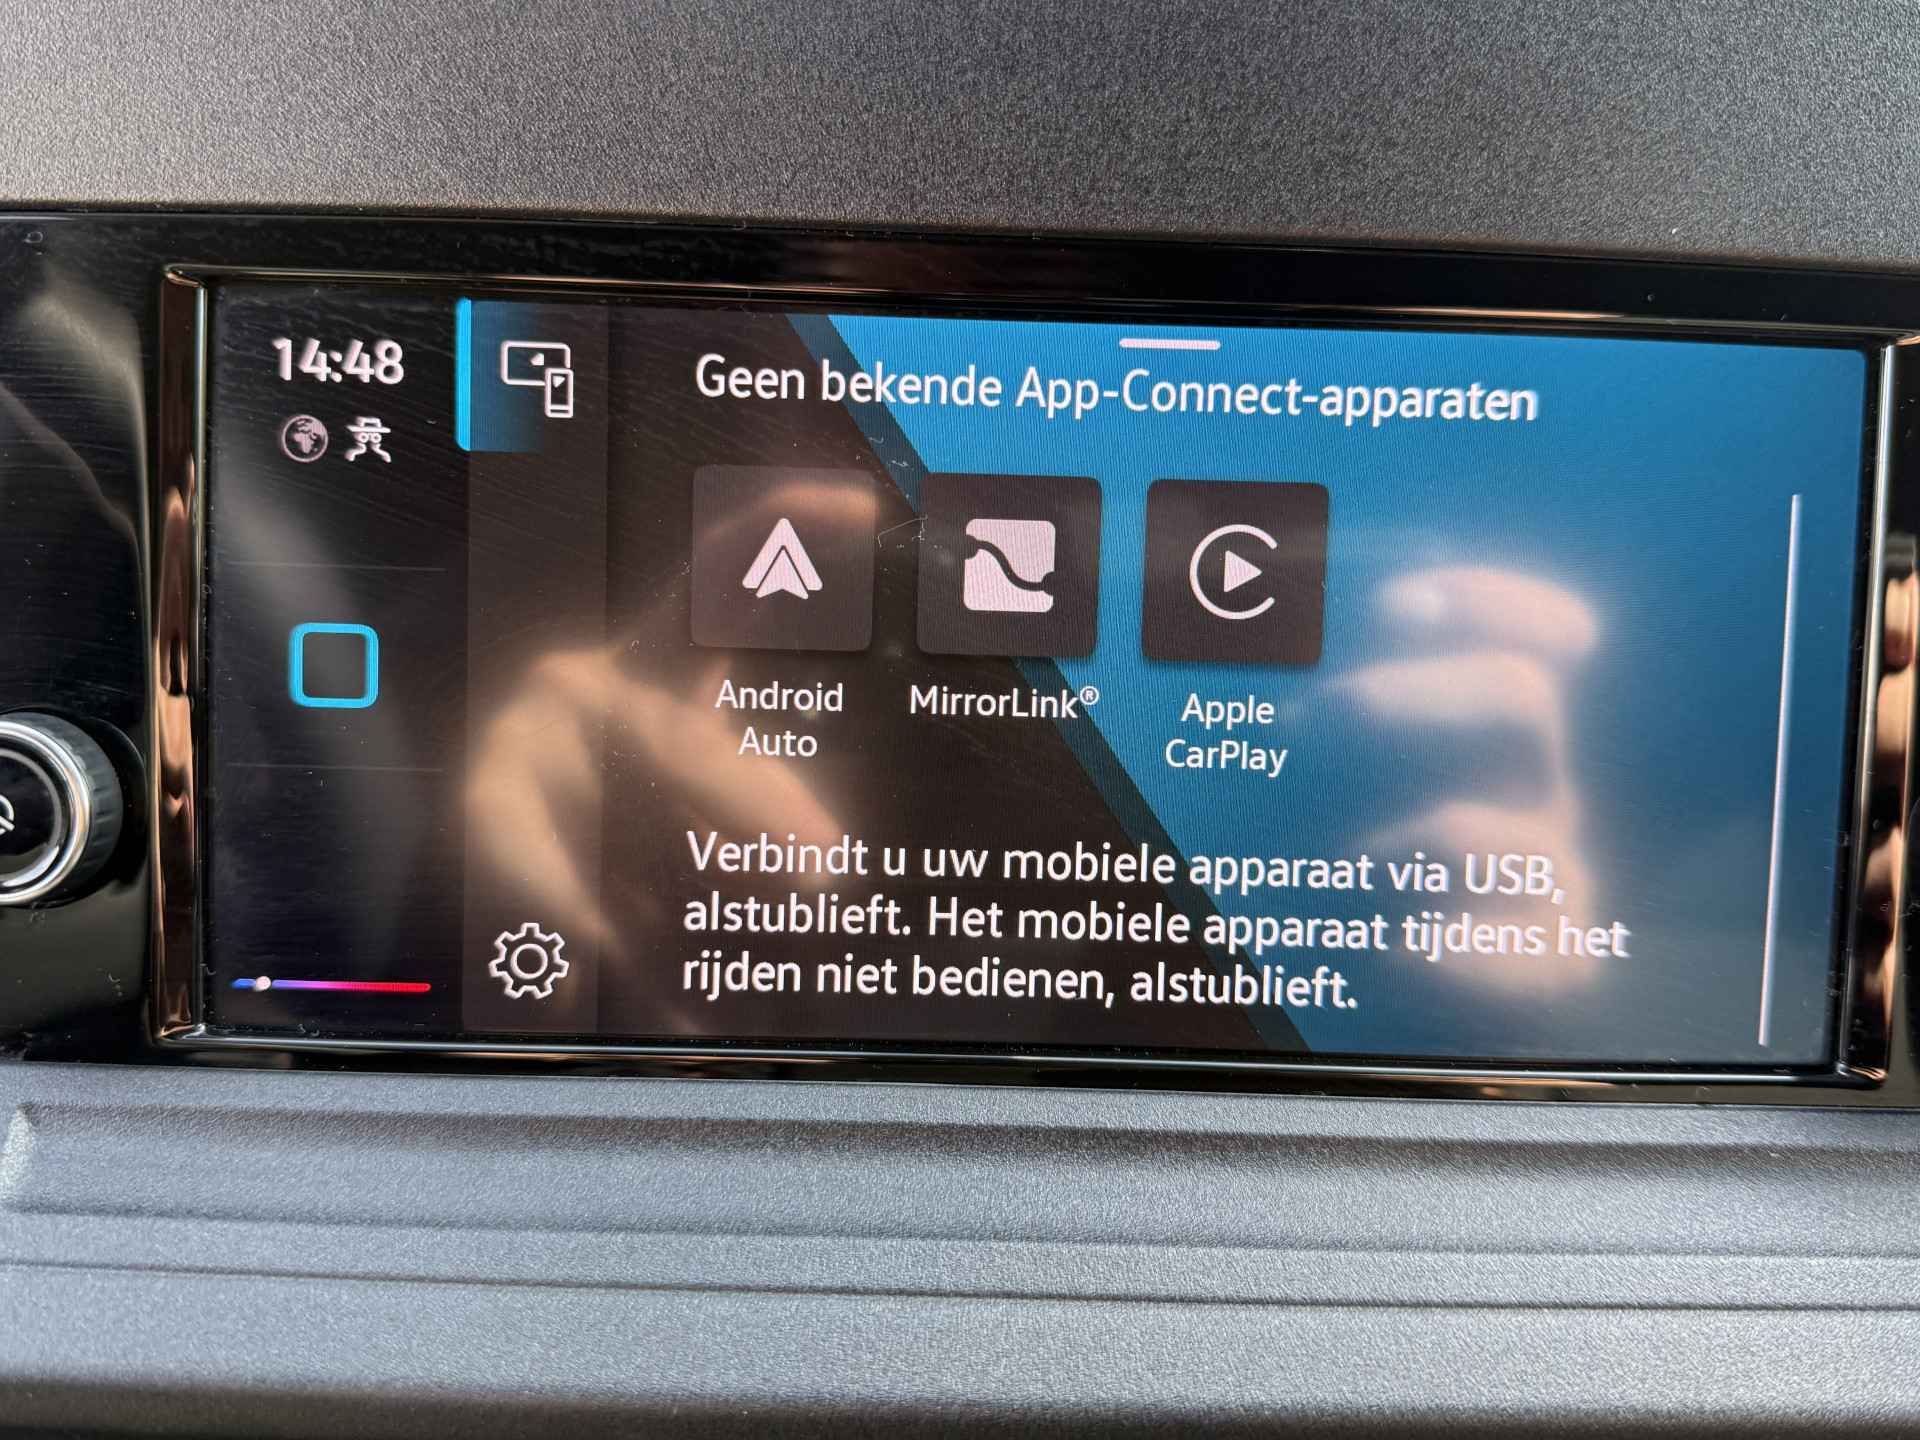 14:48
Geen bekende App-Connect-apparaten
Android
Auto
MirrorLink®
Apple
CarPlay
Verbindt u uw mobiele apparaat via USB,
alstublieft. Het mobiele apparaat tijdens het
rijden niet bedienen, alstublieft.